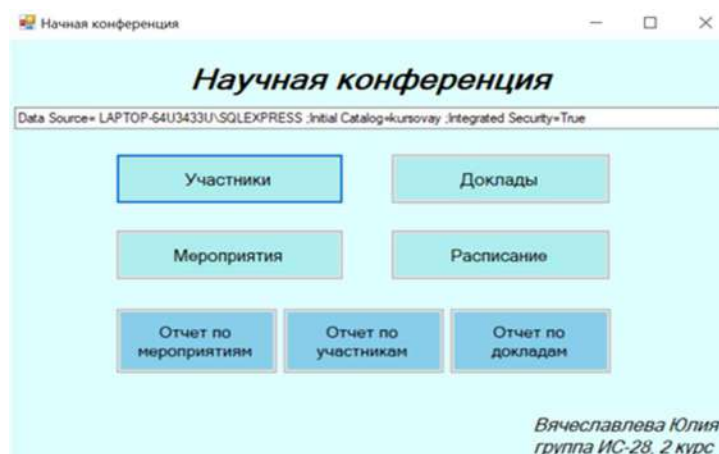 Начная конференция
Научная конференция
Data Source= LAPTOP-64U3433U\SQLEXPRESS ;Initial Catalog=kursovay ;Integrated Security=True
Участники
Доклады
Мероприятия
Расписание
Отчет по
мероприятиям
Отчет по
участникам
Отчет по
докладам
Вячеславлева Юлия
группа ИС-28, 2 курс